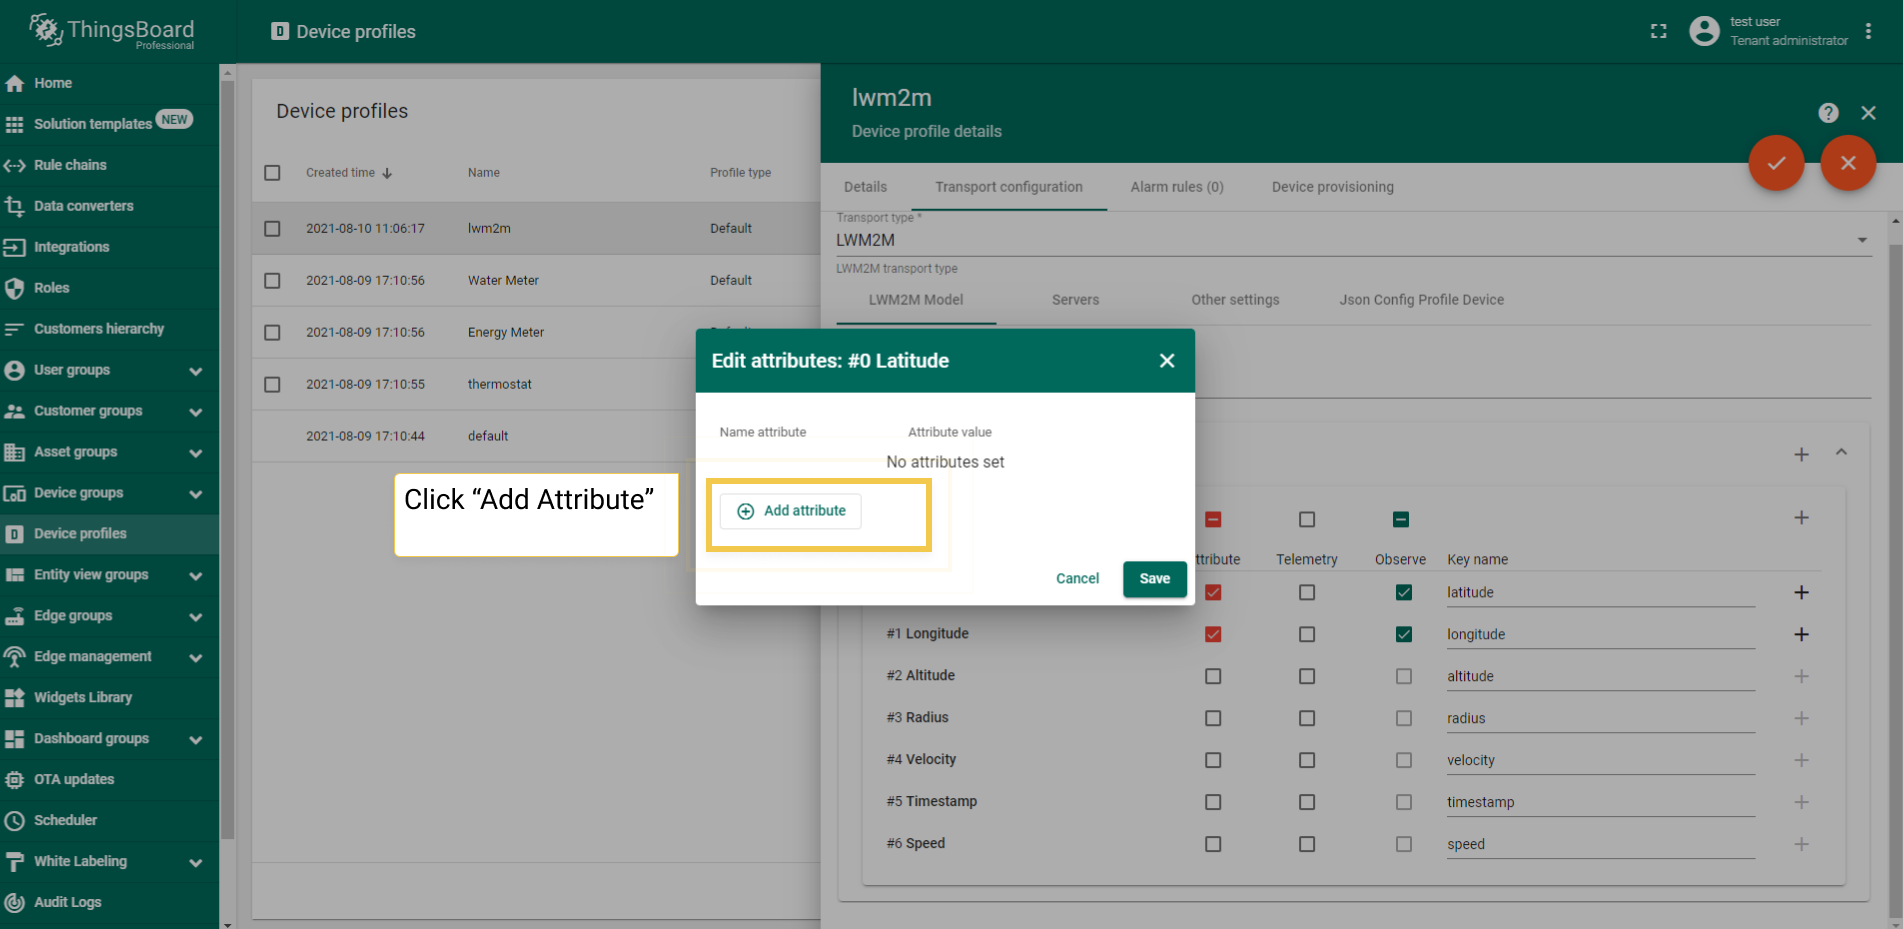 ThingsBoard
Professional
Device profiles
test user
Tenant administrator
Home
Solution templates NEW
Rule chains
Data converters
Integrations
Roles
Customers hierarchy
User groups
Customer groups
Asset groups
Device groups
Device profiles
Entity view groups
Edge groups
Edge management
Widgets Library
Dashboard groups
OTA updates
Scheduler
White Labeling
Audit Logs
Device profiles
Created time Name Profile type
2021-08-10 11:06:17 lwm2m Default
2021-08-09 17:10:56 Water Meter Default
2021-08-09 17:10:56 Energy Meter
2021-08-09 17:10:55 thermostat
2021-08-09 17:10:44 default
Click “Add Attribute”
lwm2m
Device profile details
Details Transport configuration Alarm rules (0) Device provisioning
Transport type *
LWM2M
LWM2M transport type
LWM2M Model Servers Other settings Json Config Profile Device
Edit attributes: #0 Latitude
Name attribute Attribute value
No attributes set
Add attribute
Cancel Save
ttribute Telemetry Observe Key name
latitude
#1 Longitude longitude
#2 Altitude altitude
#3 Radius radius
#4 Velocity velocity
#5 Timestamp timestamp
#6 Speed speed